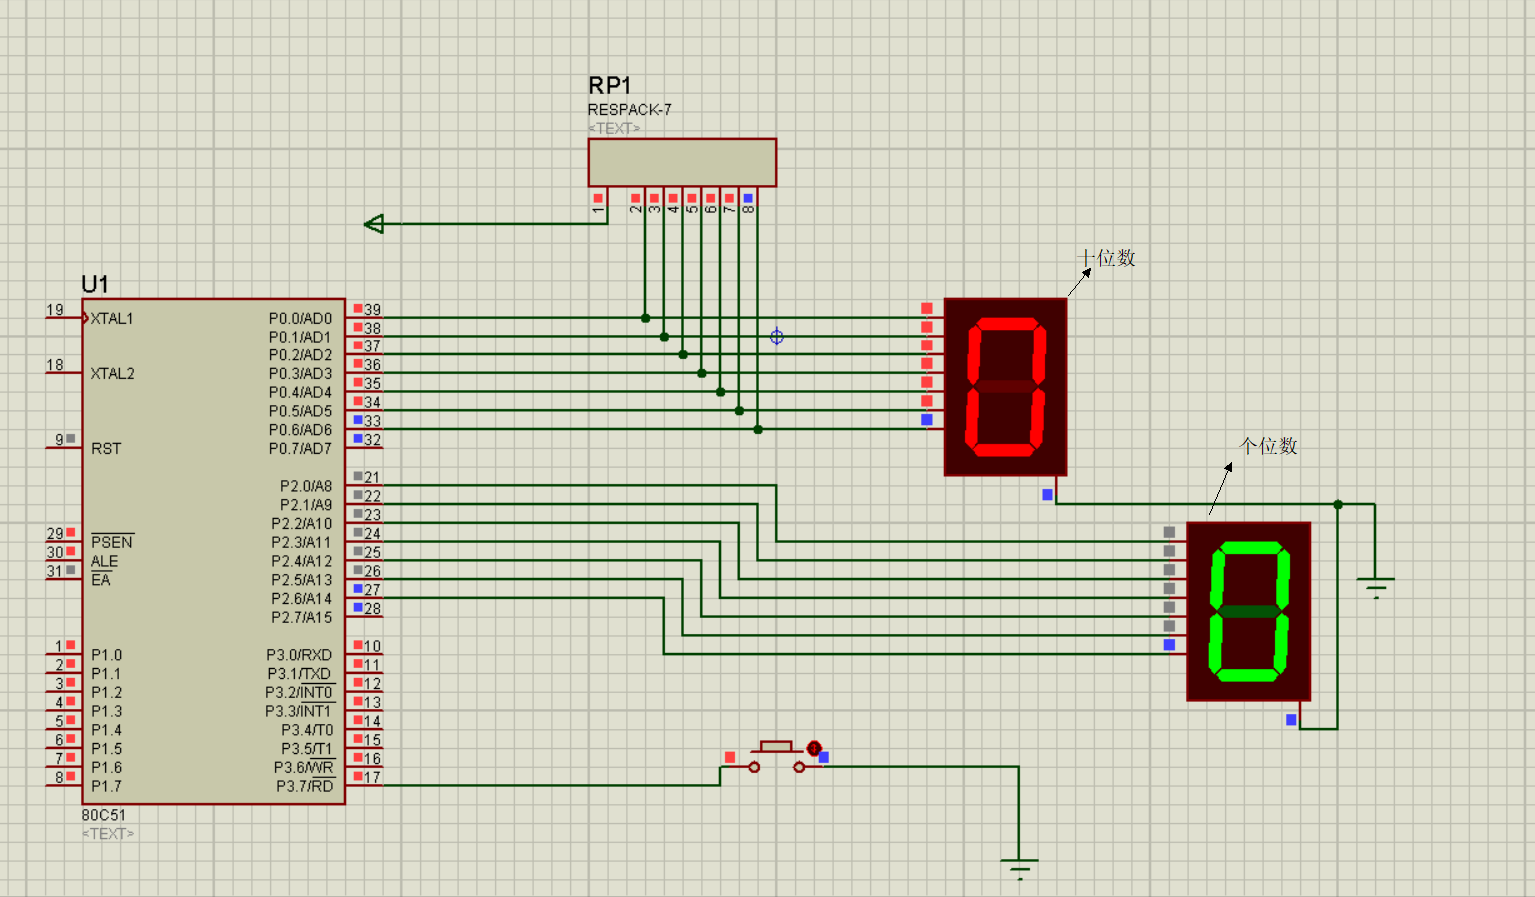 RP1
RESPACK-7
<TEXT>
1 2 3 4 5 6 7 8
十位数
U1
19 XTAL1 P0.0/AD0 39
P0.1/AD1 38
P0.2/AD2 37
18 XTAL2 P0.3/AD3 36
P0.4/AD4 35
P0.5/AD5 34
P0.6/AD6 33
9 RST P0.7/AD7 32
个位数
P2.0/A8 21
P2.1/A9 22
P2.2/A10 23
29 PSEN P2.3/A11 24
30 ALE P2.4/A12 25
31 EA P2.5/A13 26
P2.6/A14 27
P2.7/A15 28
1 P1.0 P3.0/RXD 10
2 P1.1 P3.1/TXD 11
3 P1.2 P3.2/INT0 12
4 P1.3 P3.3/INT1 13
5 P1.4 P3.4/T0 14
6 P1.5 P3.5/T1 15
7 P1.6 P3.6/WR 16
8 P1.7 P3.7/RD 17
80C51
<TEXT>